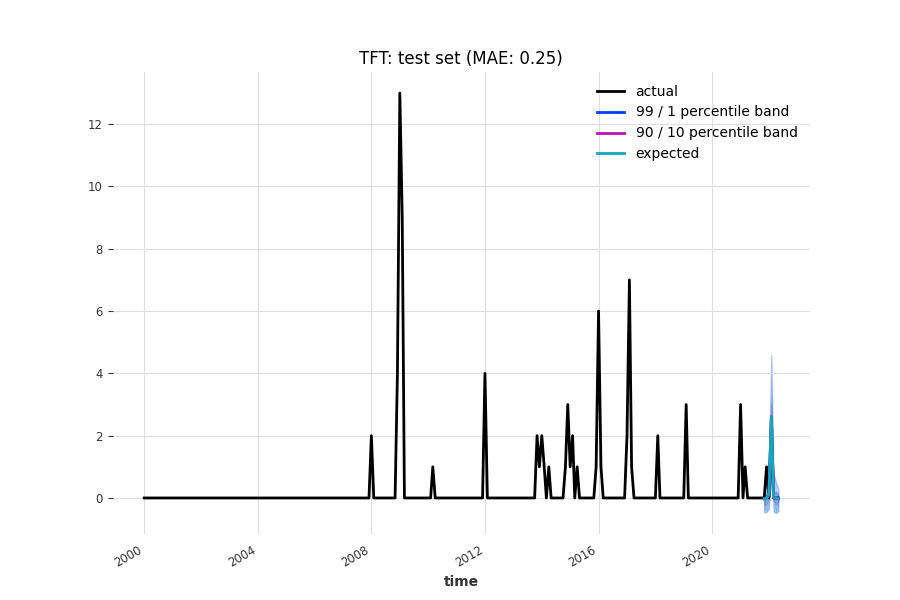 TFT: test set (MAE: 0.25)
actual
99 / 1 percentile band
90 / 10 percentile band
expected
12
10
8
6
4
2
0
2000
2004
2008
2012
2016
2020
time